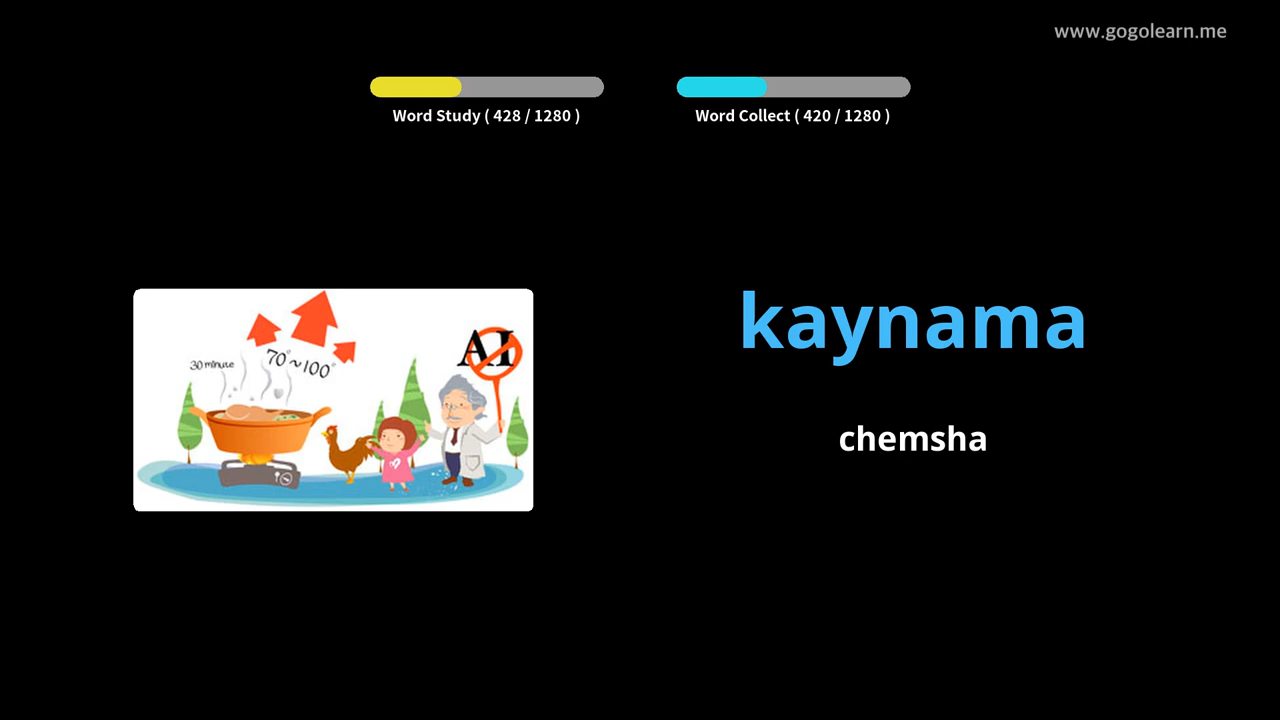 www.gogolearn.me
Word Study ( 428 / 1280 )
Word Collect ( 420 / 1280 )
30 minute
70°~100°
AI
kaynama
chemsha